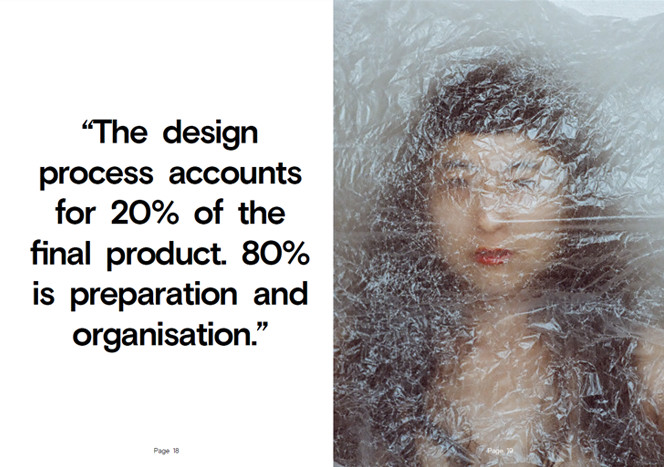 “The design
process accounts
for 20% of the
final product. 80%
is preparation and
organisation.”
Page 18
Page 19